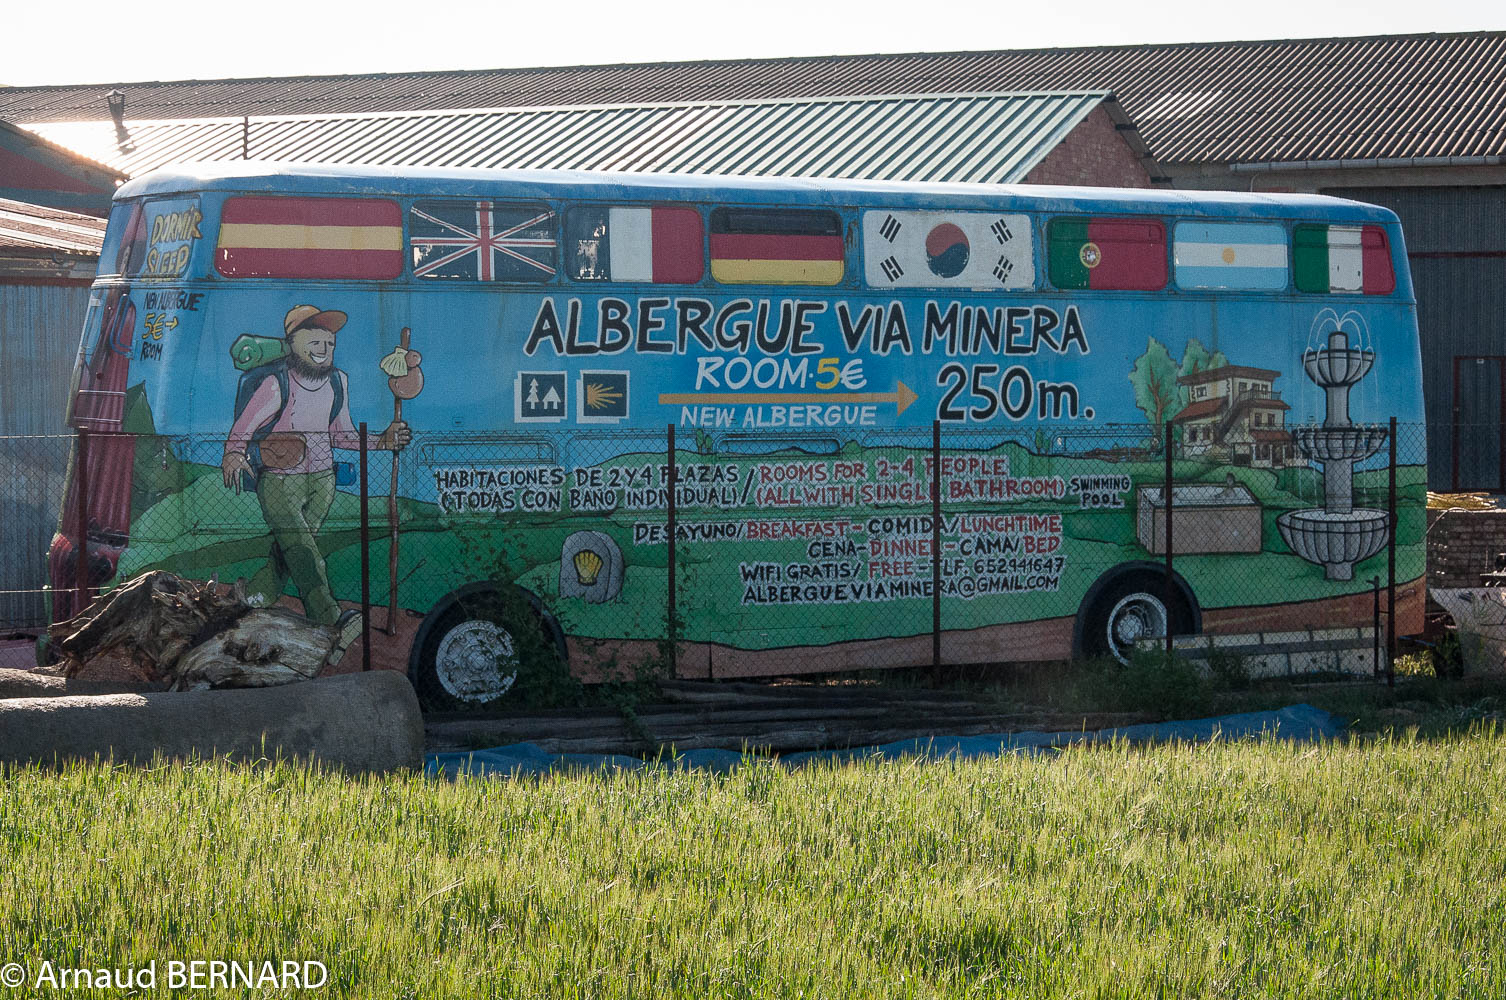 DORMIR
SLEEP
NEW ALBERGUE
5€
ROOM
ALBERGUE VIA MINERA
ROOM·5€
250m.
NEW ALBERGUE
HABITACIONES DE 2 Y 4 PLAZAS / ROOMS FOR 2-4 PEOPLE
(TODAS CON BAÑO INDIVIDUAL) / (ALL WITH SINGLE BATHROOM)-SWIMMING POOL
DESAYUNO/BREAKFAST-COMIDA/LUNCHTIME
CENA-DINNER-CAMA/BED
WIFI GRATIS/ FREE-TLF. 652941647
ALBERGUEVIAMINERA@GMAIL.COM
© Arnaud BERNARD